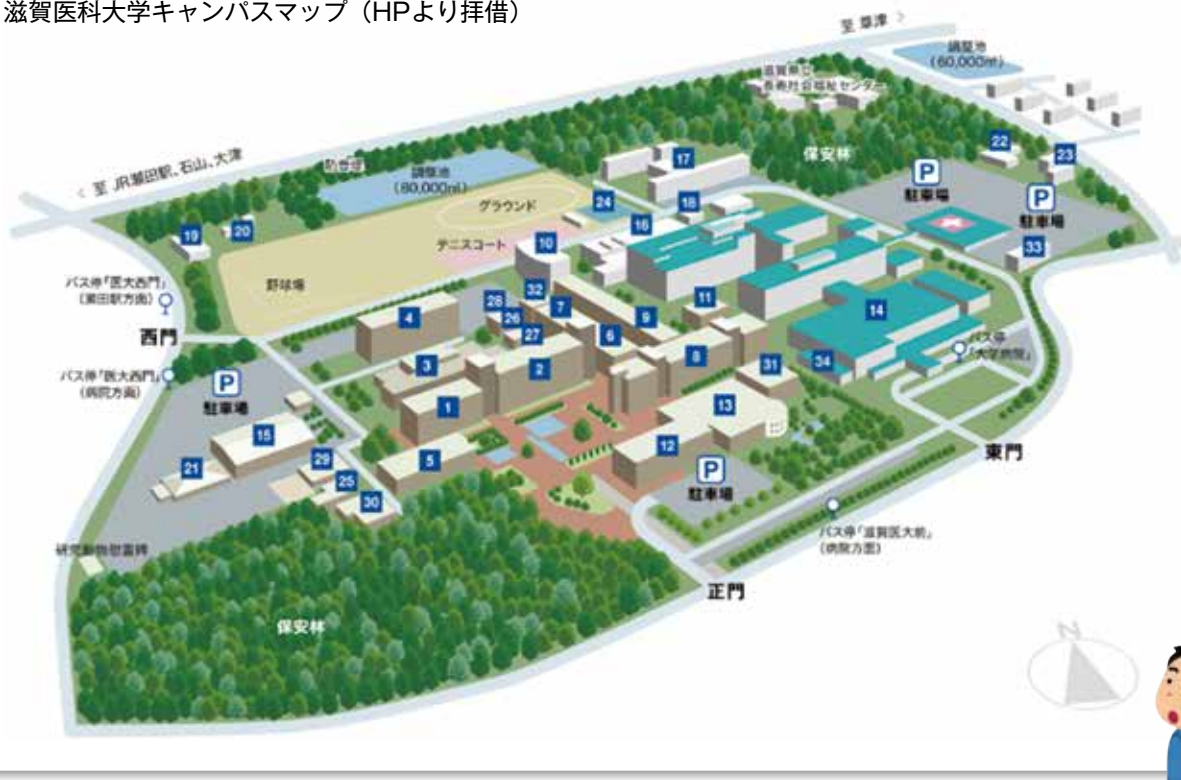 滋賀医科大学キャンパスマップ（HPより拝借）
至 草津 >
調整池
(60,000㎥)
滋賀県立
長寿社会福祉センター
保安林
22
23
P
駐車場
P
駐車場
33
< 至 JR瀬田駅、石山、大津
防世堤
調整池
(80,000㎥)
グラウンド
テニスコート
野球場
17
18
24
16
10
19
20
バス停「医大西門」
(瀬田駅方面)
西門
バス停「医大西門」
(病院方面)
P
駐車場
4
28
32
26
7
27
9
6
11
14
3
2
8
31
34
バス停
「大学病院」
1
13
15
5
12
21
29
25
30
P
駐車場
東門
バス停「滋賀医大前」
(病院方面)
正門
研究動物慰霊碑
保安林
N